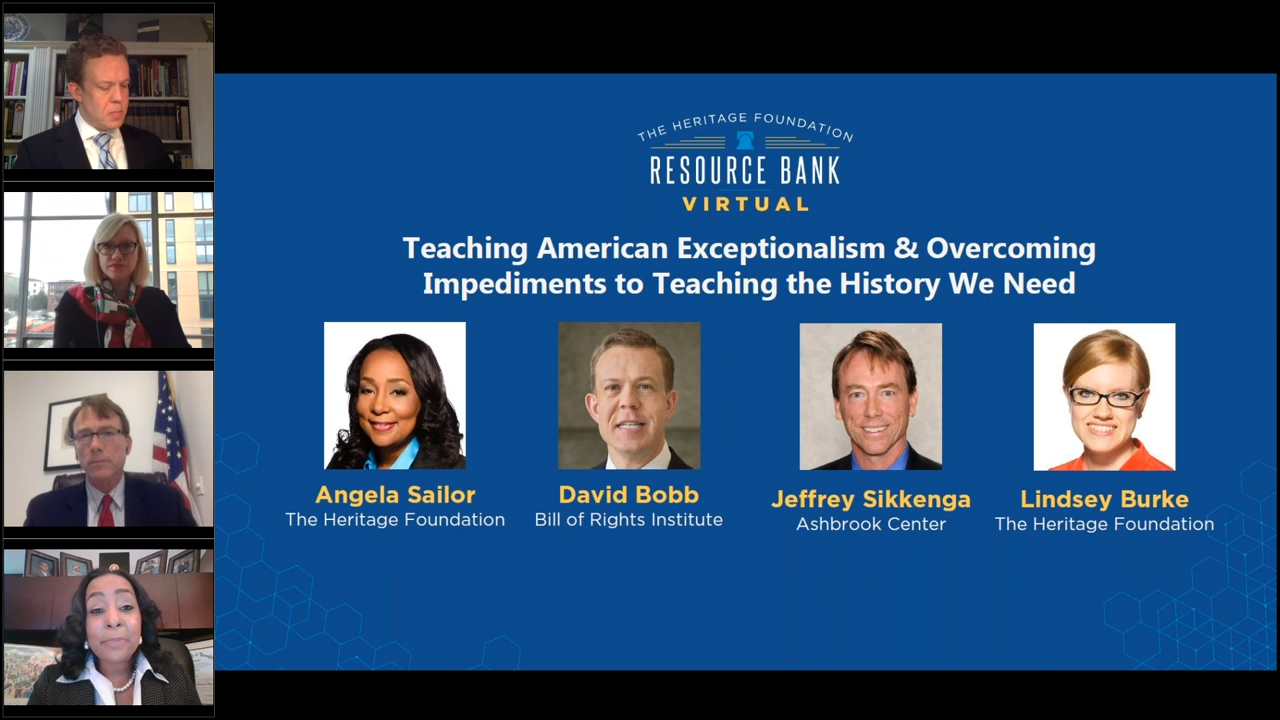 THE HERITAGE FOUNDATION
RESOURCE BANK
VIRTUAL
Teaching American Exceptionalism & Overcoming
Impediments to Teaching the History We Need
Angela Sailor
The Heritage Foundation
David Bobb
Bill of Rights Institute
Jeffrey Sikkenga
Ashbrook Center
Lindsey Burke
The Heritage Foundation